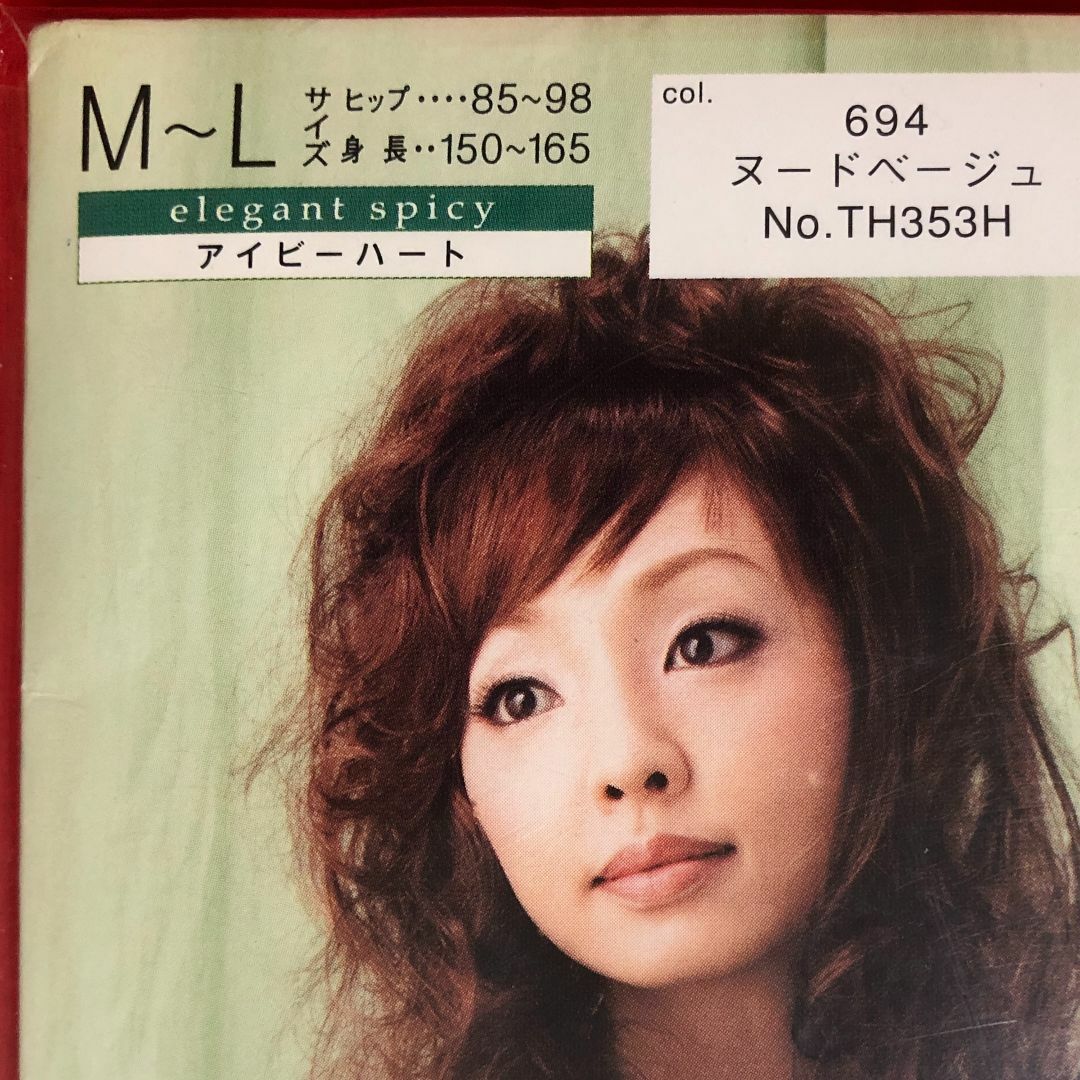 M～L
サイズ
ヒップ‥‥85~98
身長‥150~165
elegant spicy
アイビーハート
col.
694
ヌードベージュ
No.TH353H